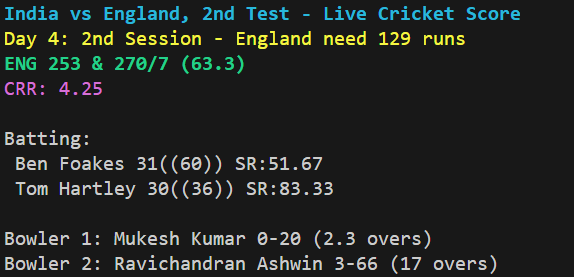 India vs England, 2nd Test - Live Cricket Score
Day 4: 2nd Session - England need 129 runs
ENG 253 & 270/7 (63.3)
CRR: 4.25
Batting:
Ben Foakes 31((60)) SR:51.67
Tom Hartley 30((36)) SR:83.33
Bowler 1: Mukesh Kumar 0-20 (2.3 overs)
Bowler 2: Ravichandran Ashwin 3-66 (17 overs)